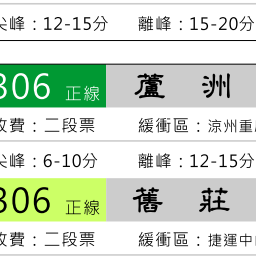 尖峰：12-15分 離峰：15-20分
306 正線 蘆洲
收費：二段票 緩衝區：涼州重
尖峰：6-10分 離峰：12-15分
306 正線 舊莊
收費：二段票 緩衝區：捷運中